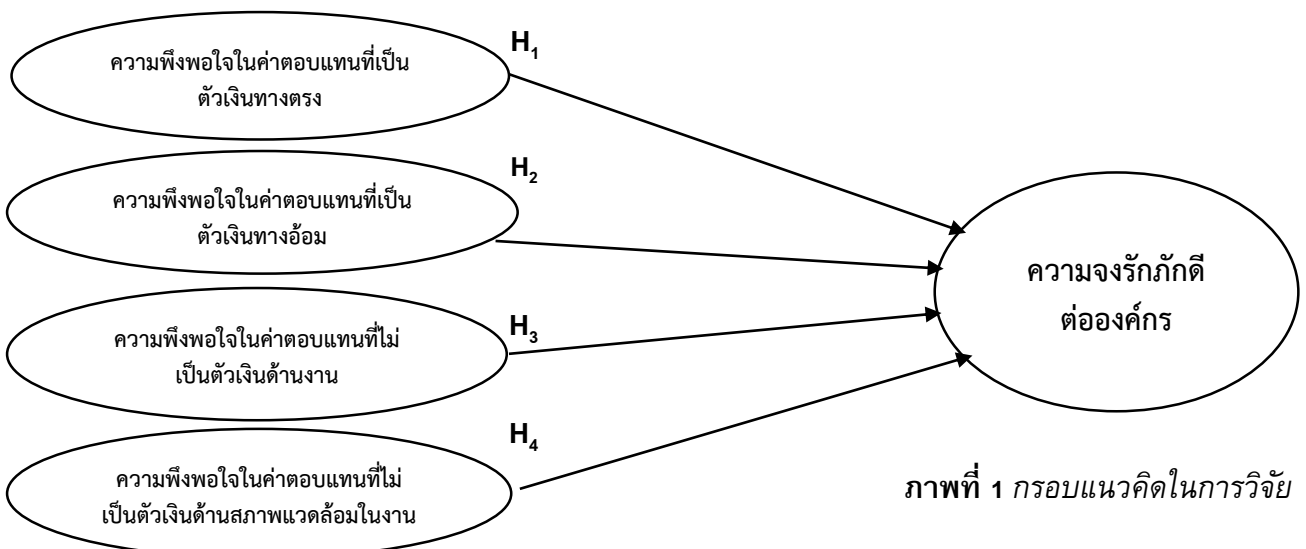 H1
ความพึงพอใจในค่าตอบแทนที่เป็น
ตัวเงินทางตรง
H2
ความพึงพอใจในค่าตอบแทนที่เป็น
ตัวเงินทางอ้อม
H3
ความพึงพอใจในค่าตอบแทนที่ไม่
เป็นตัวเงินด้านงาน
H4
ความพึงพอใจในค่าตอบแทนที่ไม่
เป็นตัวเงินด้านสภาพแวดล้อมในงาน
ความจงรักภักดี
ต่อองค์กร
ภาพที่ 1 กรอบแนวคิดในการวิจัย